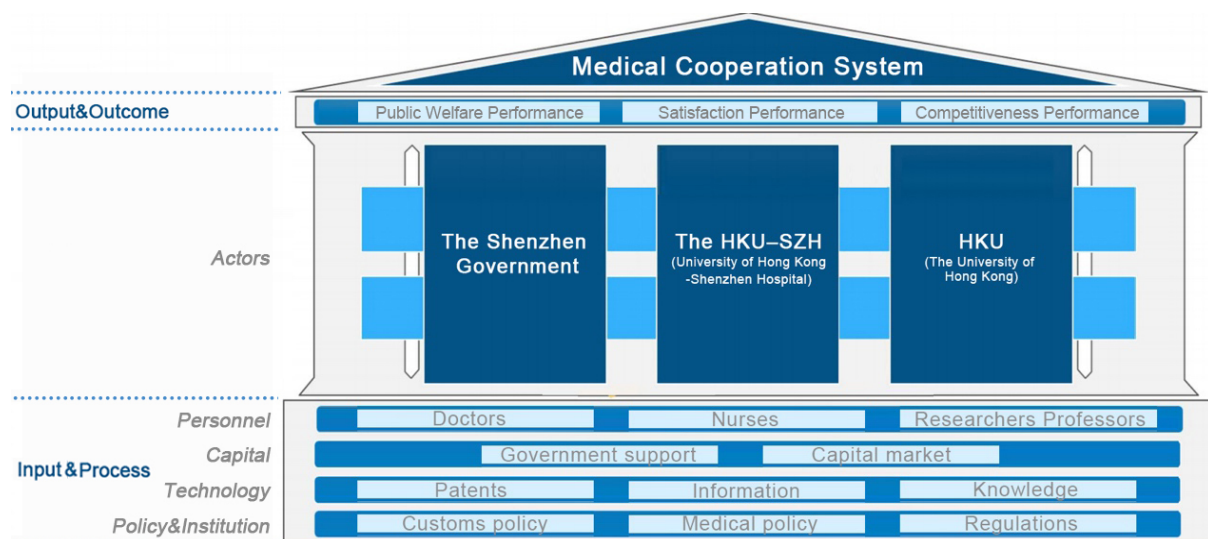 Medical Cooperation System
Output&Outcome
Public Welfare Performance
Satisfaction Performance
Competitiveness Performance
Actors
The Shenzhen
Government
The HKU–SZH
(University of Hong Kong
-Shenzhen Hospital)
HKU
(The University of
Hong Kong)
Input&Process
Personnel
Doctors
Nurses
Researchers Professors
Capital
Government support
Capital market
Technology
Patents
Information
Knowledge
Policy&Institution
Customs policy
Medical policy
Regulations